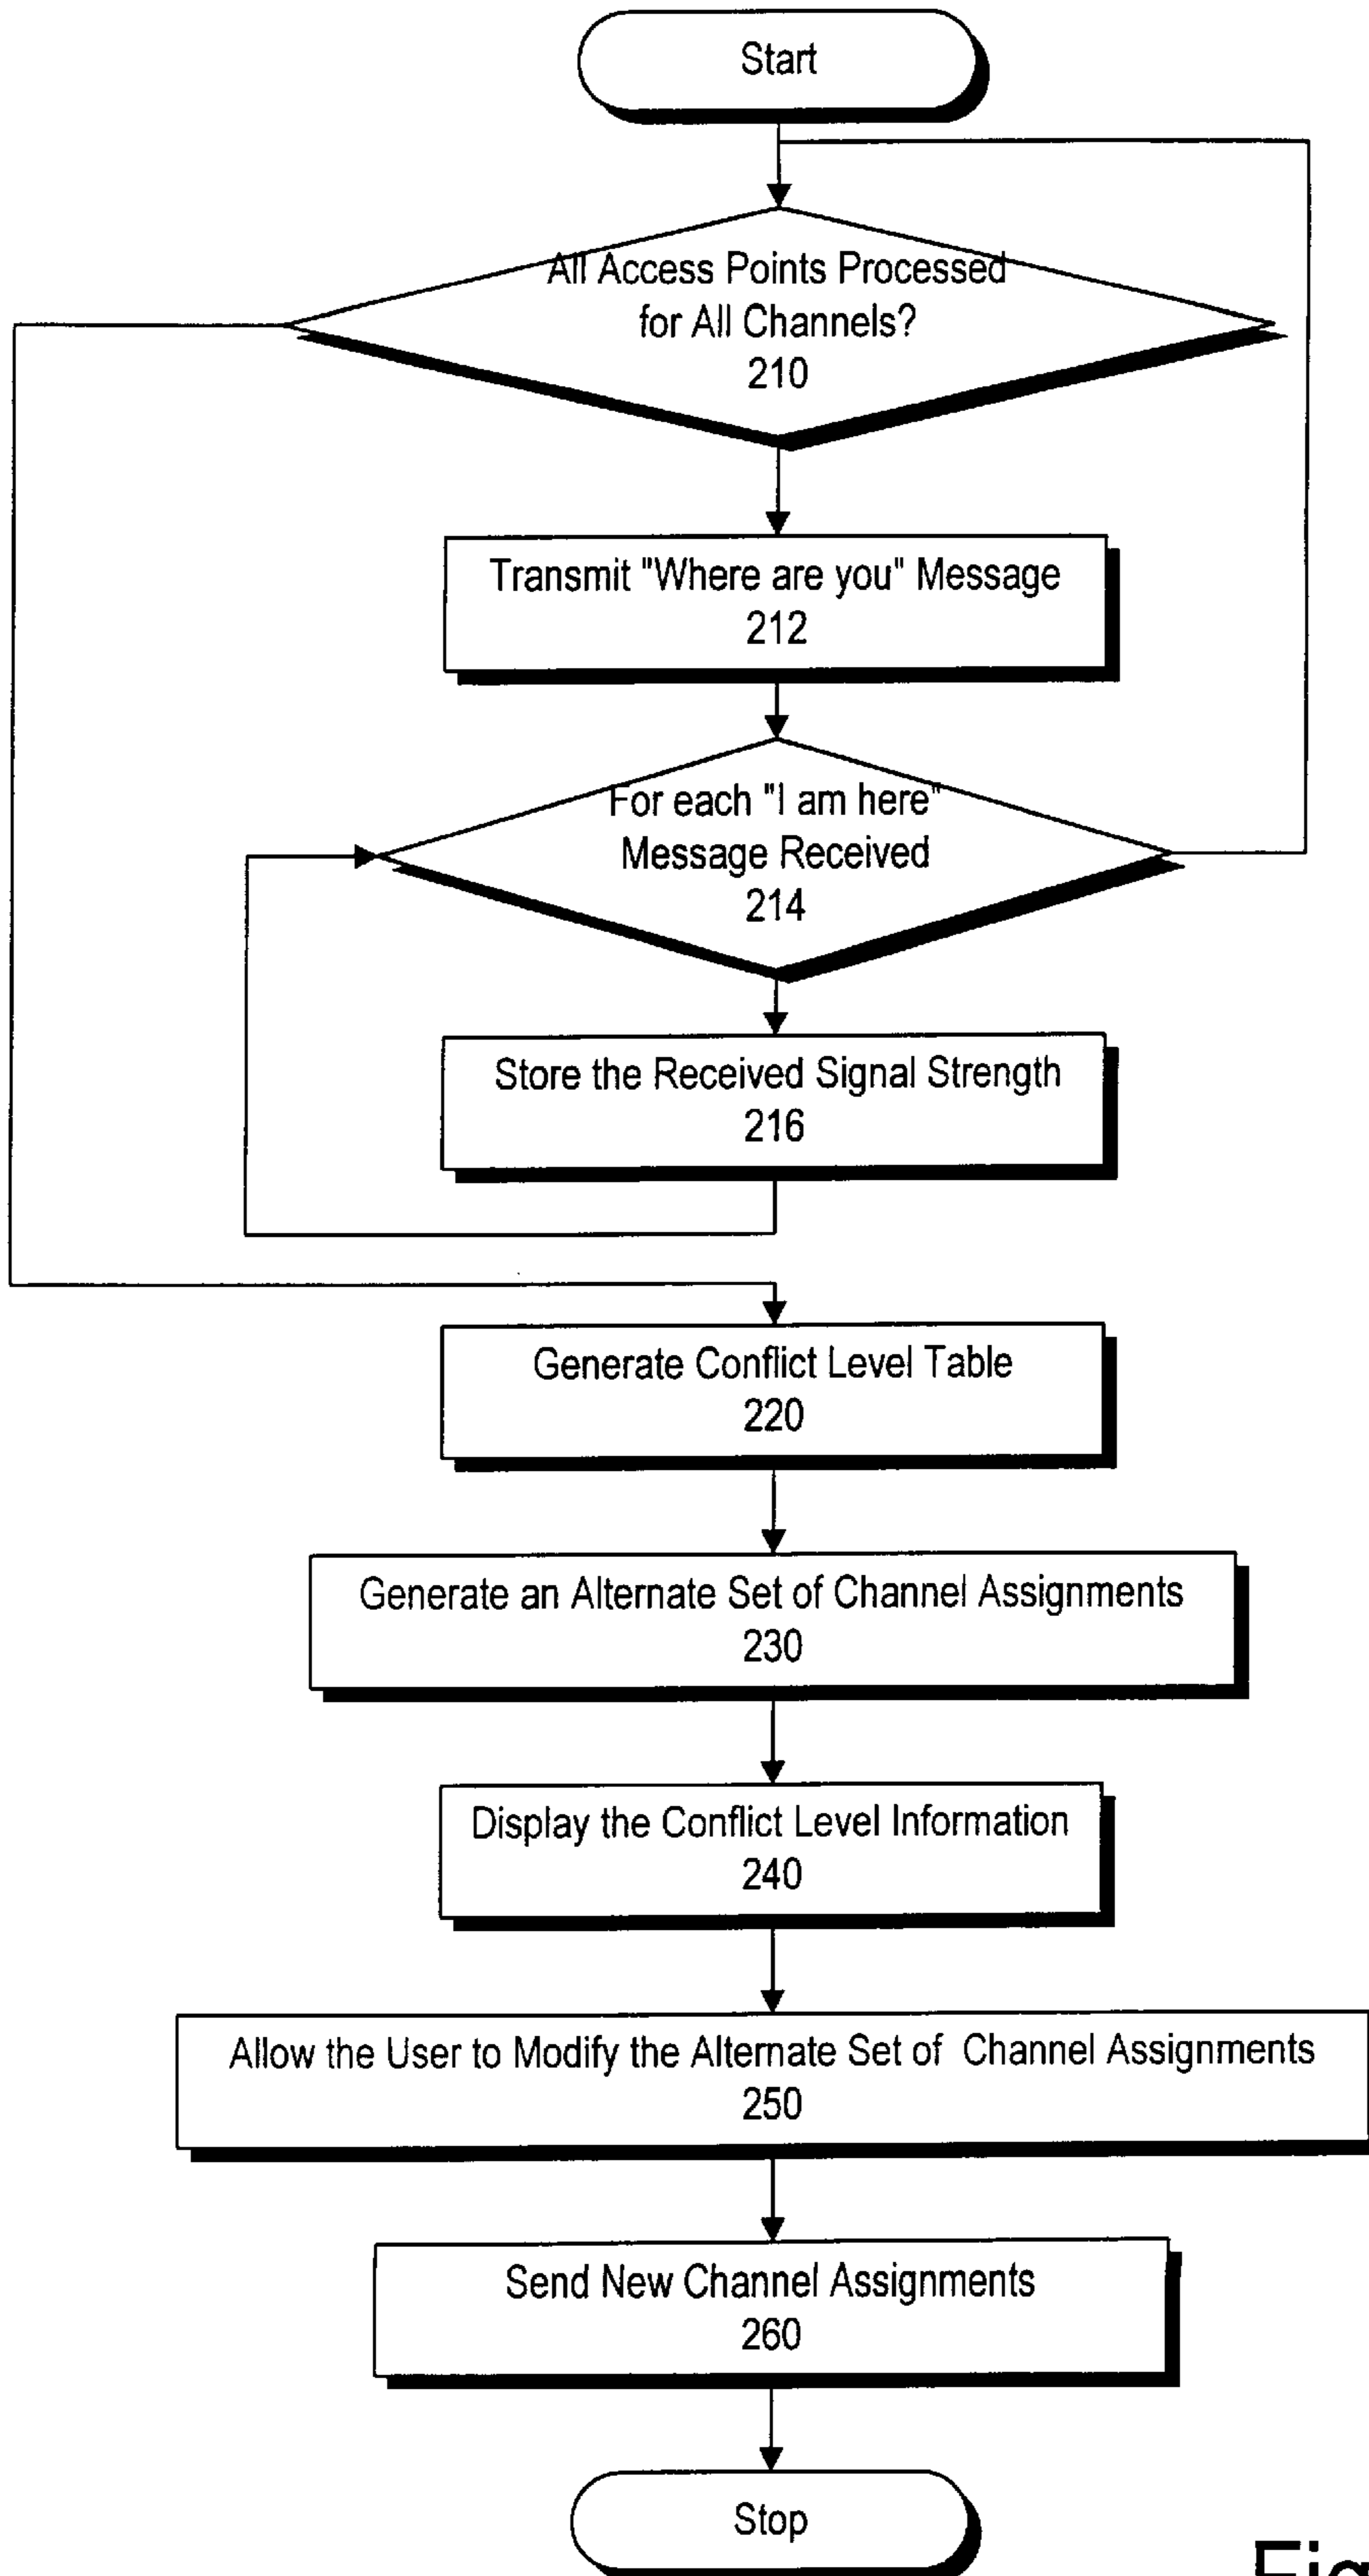 Start
All Access Points Processed
for All Channels?
210
Transmit "Where are you" Message
212
For each "I am here"
Message Received
214
Store the Received Signal Strength
216
Generate Conflict Level Table
220
Generate an Alternate Set of Channel Assignments
230
Display the Conflict Level Information
240
Allow the User to Modify the Alternate Set of Channel Assignments
250
Send New Channel Assignments
260
Stop